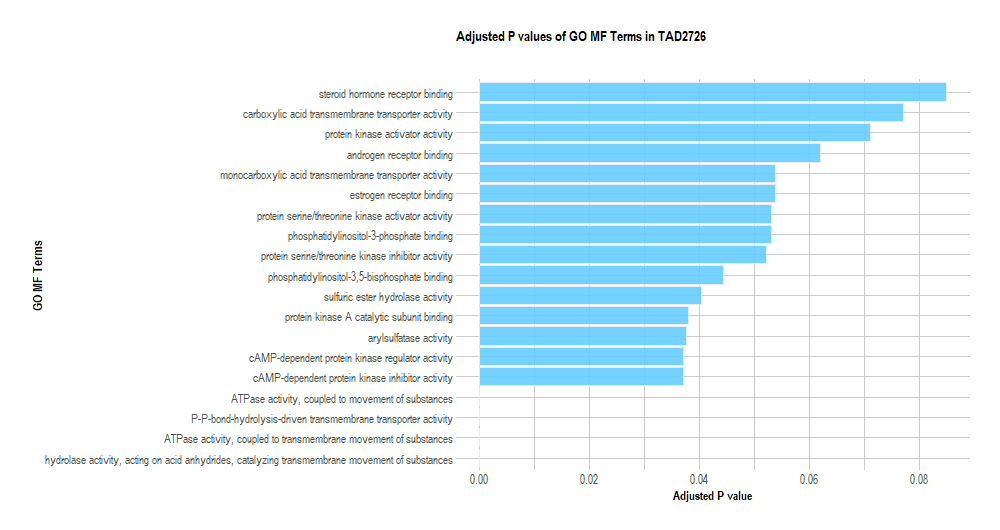 Adjusted P values of GO MF Terms in TAD2726
steroid hormone receptor binding
carboxylic acid transmembrane transporter activity
protein kinase activator activity
androgen receptor binding
monocarboxylic acid transmembrane transporter activity
estrogen receptor binding
protein serine/threonine kinase activator activity
phosphatidylinositol-3-phosphate binding
protein serine/threonine kinase inhibitor activity
phosphatidylinositol-3,5-bisphosphate binding
sulfuric ester hydrolase activity
protein kinase A catalytic subunit binding
arylsulfatase activity
cAMP-dependent protein kinase regulator activity
cAMP-dependent protein kinase inhibitor activity
ATPase activity, coupled to movement of substances
P-P-bond-hydrolysis-driven transmembrane transporter activity
ATPase activity, coupled to transmembrane movement of substances
hydrolase activity, acting on acid anhydrides, catalyzing transmembrane movement of substances
GO MF Terms
0.00 0.02 0.04 0.06 0.08
Adjusted P value